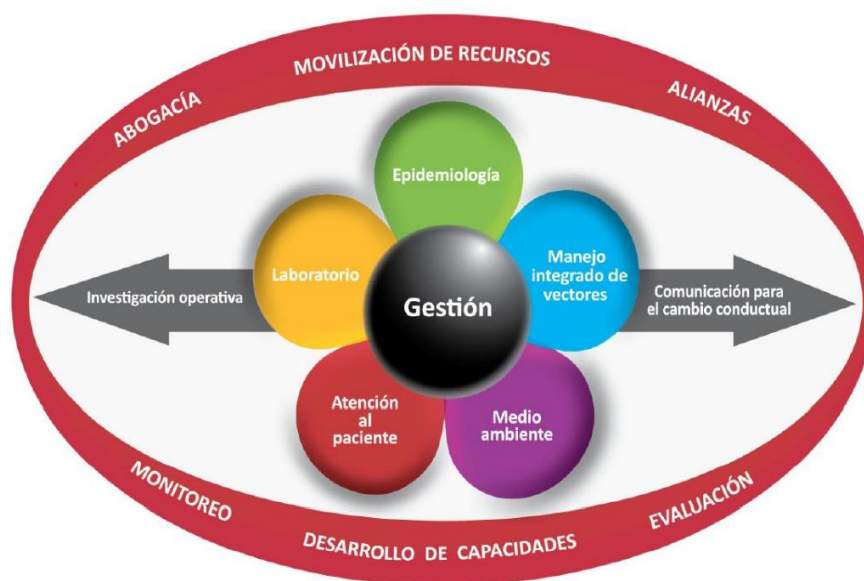 MOVILIZACIÓN DE RECURSOS
ABOGACÍA
ALIANZAS
Epidemiología
Laboratorio
Manejo
integrado de
vectores
Gestión
Investigación operativa
Comunicación para
el cambio conductual
Atención
al
paciente
Medio
ambiente
MONITOREO
DESARROLLO DE CAPACIDADES
EVALUACIÓN